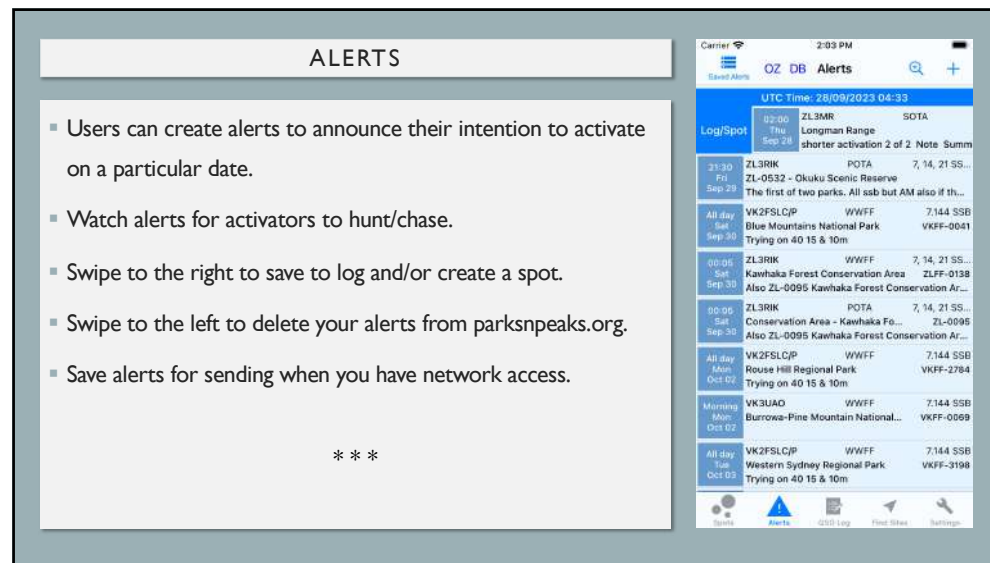 ALERTS
Users can create alerts to announce their intention to activate
on a particular date.
Watch alerts for activators to hunt/chase.
Swipe to the right to save to log and/or create a spot.
Swipe to the left to delete your alerts from parksnpeaks.org.
Save alerts for sending when you have network access.
* * *
Carrier 2:03 PM
Saved Alerts OZ DB Alerts +
UTC Time: 28/09/2023 04:33
Log/Spot 02:00 Thu Sep 28 ZL3MR SOTA
Longman Range
shorter activation 2 of 2 Note Summ
21:30 Fri Sep 29 ZL3RIK POTA 7, 14, 21 SS...
ZL-0532 - Okuku Scenic Reserve
The first of two parks. All ssb but AM also if th...
All day Sat Sep 30 VK2FSLC/P WWFF 7.144 SSB
Blue Mountains National Park VKFF-0041
Trying on 40 15 & 10m
00:05 Sat Sep 30 ZL3RIK WWFF 7, 14, 21 SS...
Kawhaka Forest Conservation Area ZLFF-0138
Also ZL-0095 Kawhaka Forest Conservation Ar...
00:05 Sat Sep 30 ZL3RIK POTA 7, 14, 21 SS...
Conservation Area - Kawhaka Fo... ZL-0095
Also ZL-0095 Kawhaka Forest Conservation Ar...
All day Mon Oct 02 VK2FSLC/P WWFF 7.144 SSB
Rouse Hill Regional Park VKFF-2784
Trying on 40 15 & 10m
Morning Mon Oct 02 VK3UAO WWFF 7.144 SSB
Burrowa-Pine Mountain National... VKFF-0069
All day Tue Oct 03 VK2FSLC/P WWFF 7.144 SSB
Western Sydney Regional Park VKFF-3198
Trying on 40 15 & 10m
Spots Alerts QSO Log Find Sites Settings